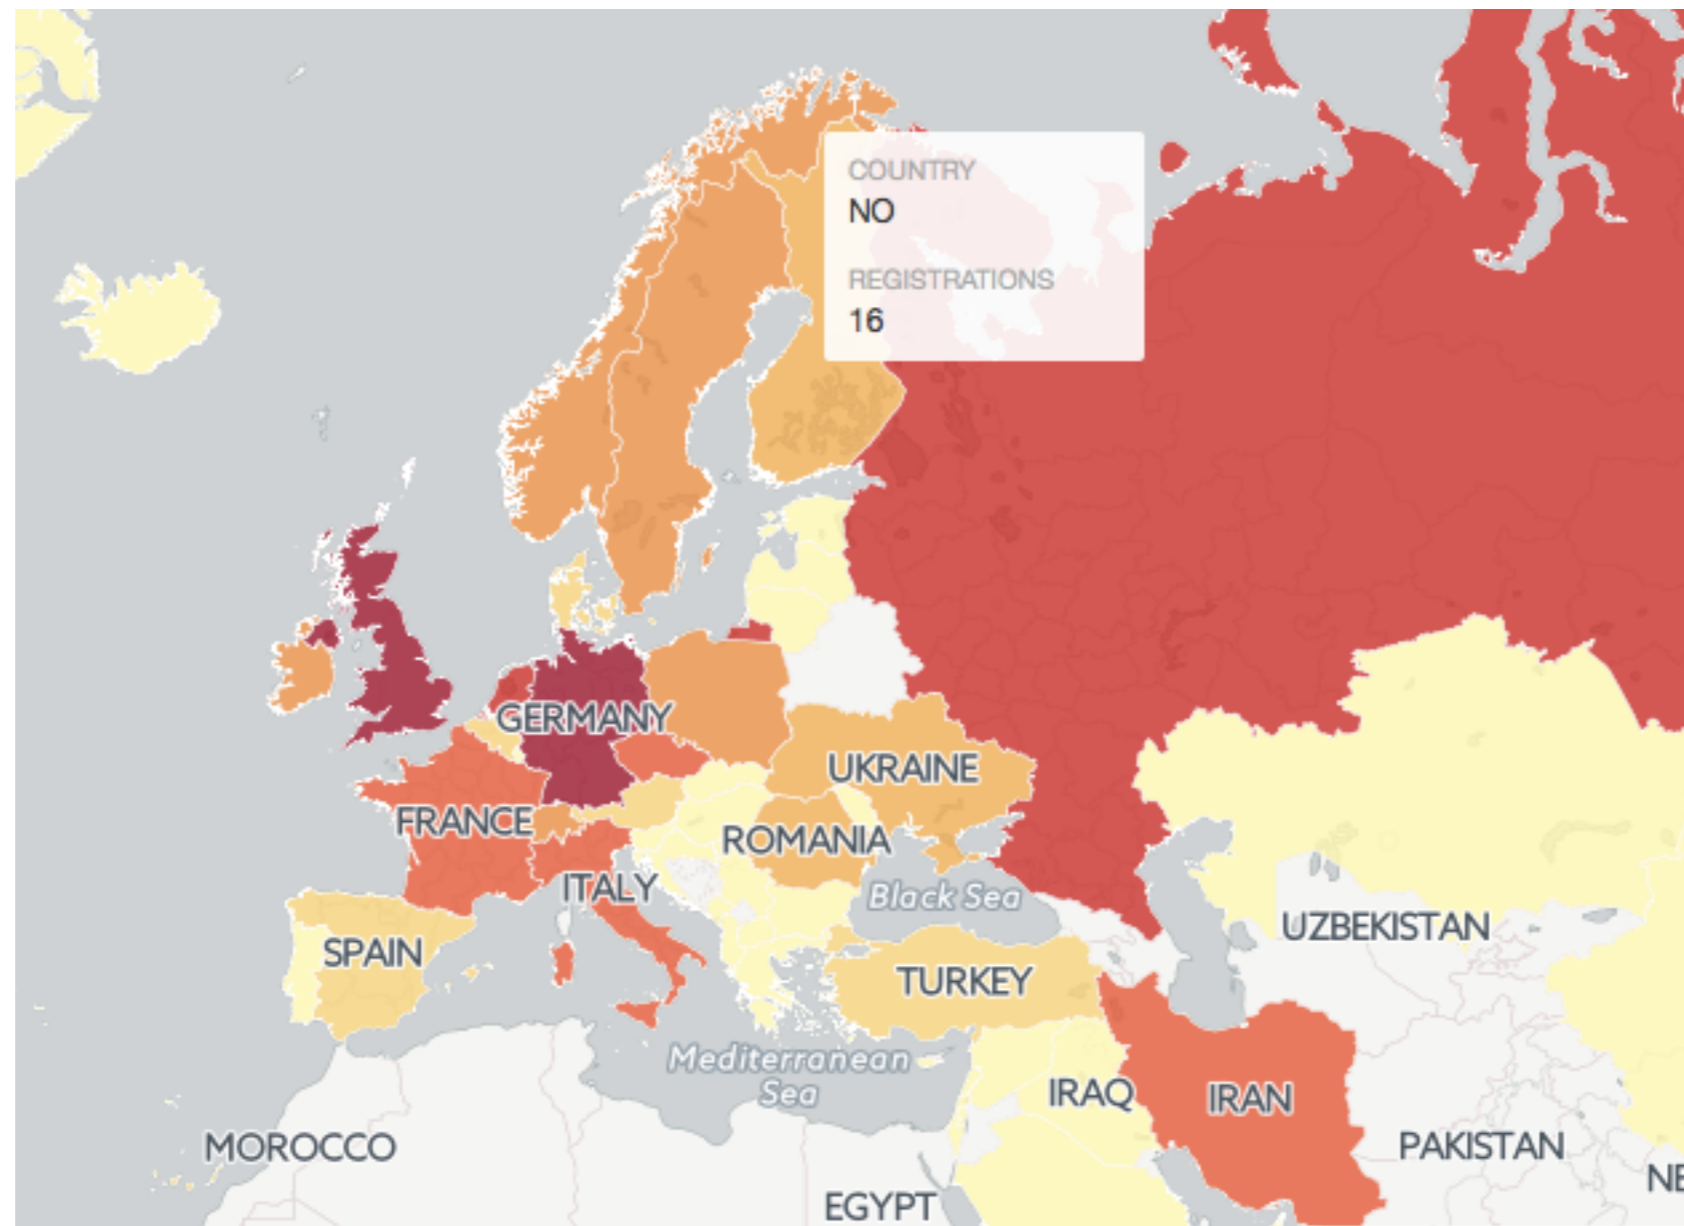 COUNTRY
NO
REGISTRATIONS
16
GERMANY
UKRAINE
FRANCE
ROMANIA
ITALY
Black Sea
UZBEKISTAN
SPAIN
TURKEY
Mediterranean
Sea
IRAQ
IRAN
MOROCCO
PAKISTAN
NE
EGYPT